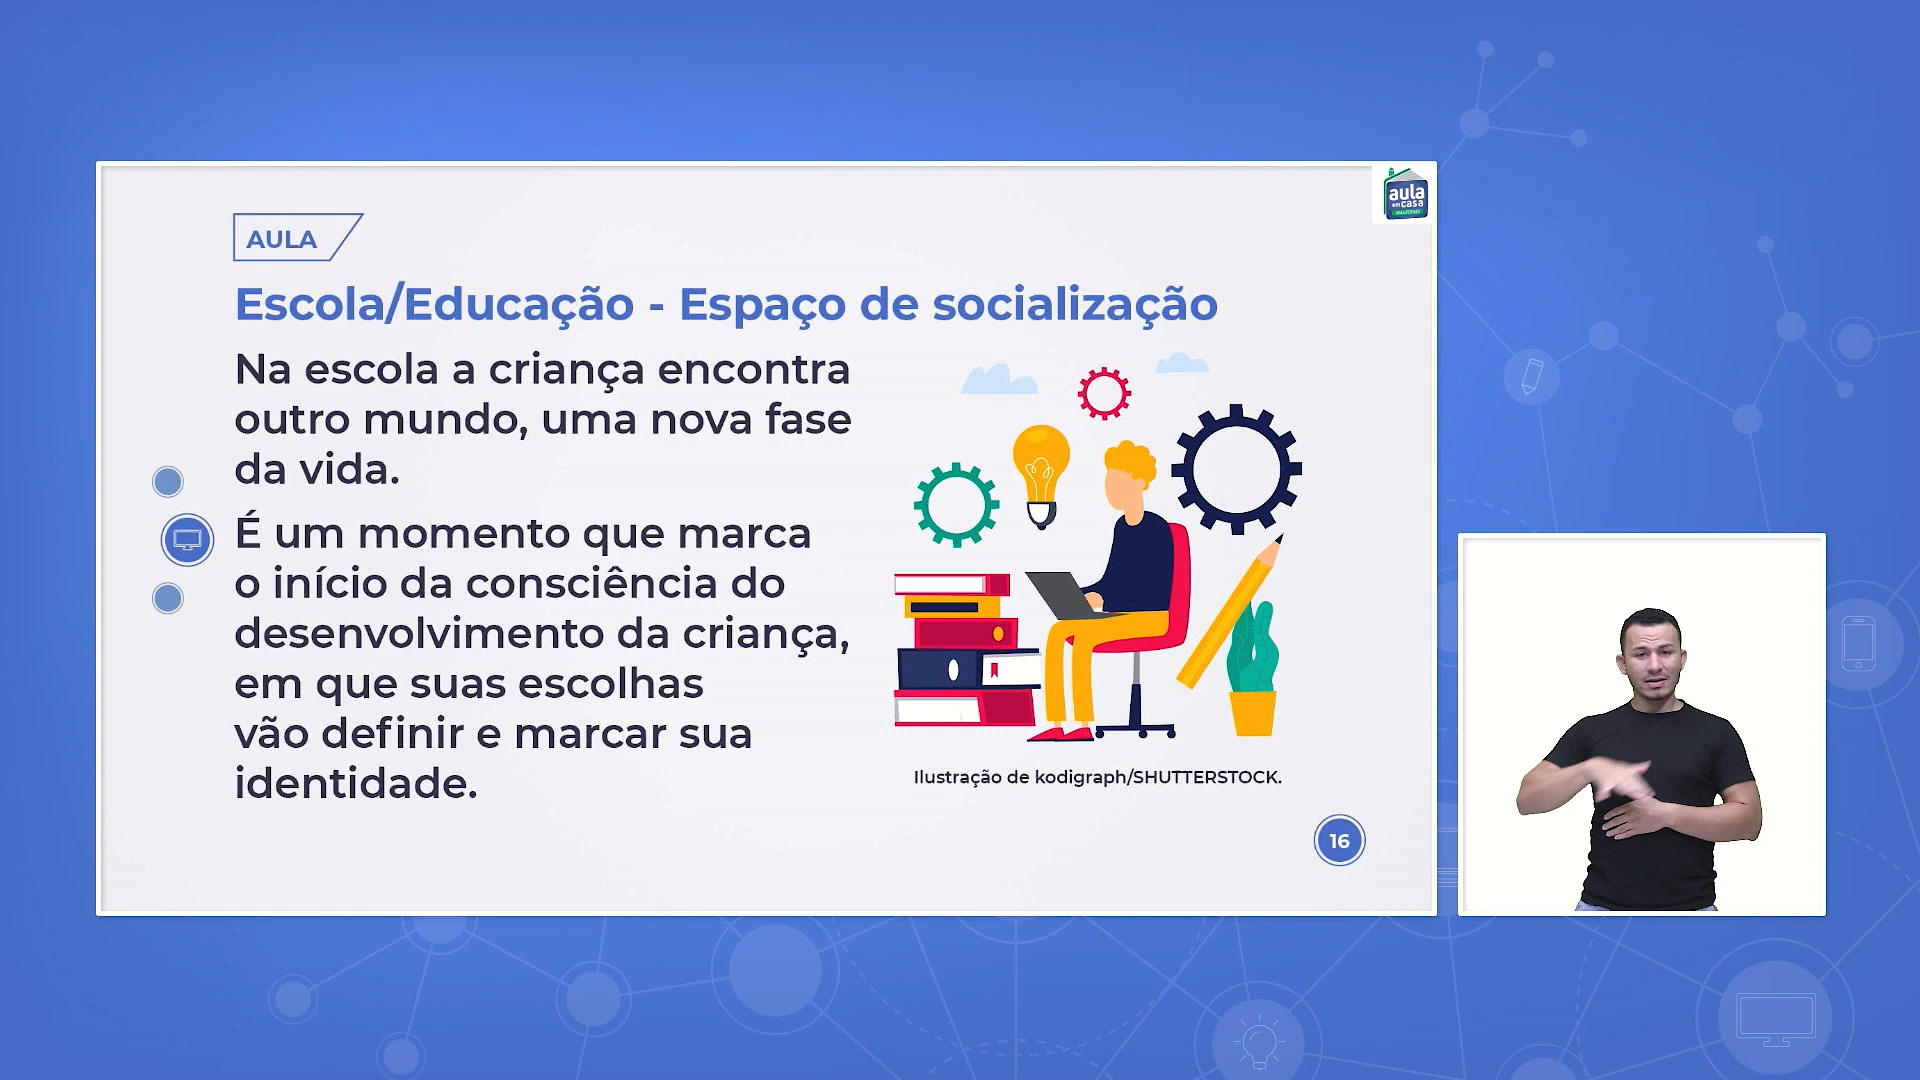 aula
em casa
AMAZONAS
AULA
Escola/Educação - Espaço de socialização
Na escola a criança encontra
outro mundo, uma nova fase
da vida.
É um momento que marca
o início da consciência do
desenvolvimento da criança,
em que suas escolhas
vão definir e marcar sua
identidade.
Ilustração de kodigraph/SHUTTERSTOCK.
16